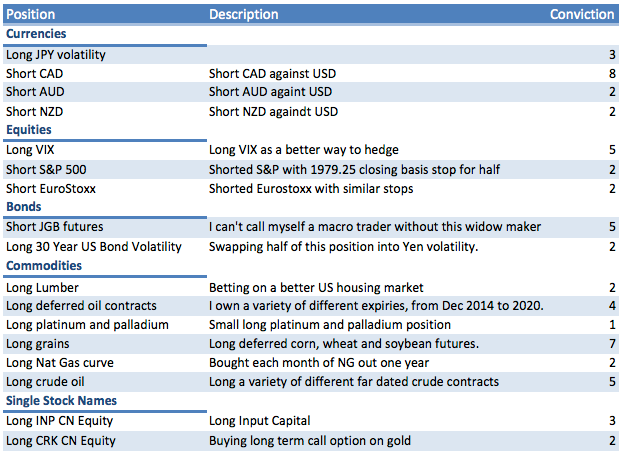 Position Description Conviction
Currencies
Long JPY volatility 3
Short CAD Short CAD against USD 8
Short AUD Short AUD againt USD 2
Short NZD Short NZD againdt USD 2
Equities
Long VIX Long VIX as a better way to hedge 5
Short S&P 500 Shorted S&P with 1979.25 closing basis stop for half 2
Short EuroStoxx Shorted Eurostoxx with similar stops 2
Bonds
Short JGB futures I can't call myself a macro trader without this widow maker 5
Long 30 Year US Bond Volatility Swapping half of this position into Yen volatility. 2
Commodities
Long Lumber Betting on a better US housing market 2
Long deferred oil contracts I own a variety of different expiries, from Dec 2014 to 2020. 4
Long platinum and palladium Small long platinum and palladium position 1
Long grains Long deferred corn, wheat and soybean futures. 7
Long Nat Gas curve Bought each month of NG out one year 2
Long crude oil Long a variety of different far dated crude contracts 5
Single Stock Names
Long INP CN Equity Long Input Capital 3
Long CRK CN Equity Buying long term call option on gold 2